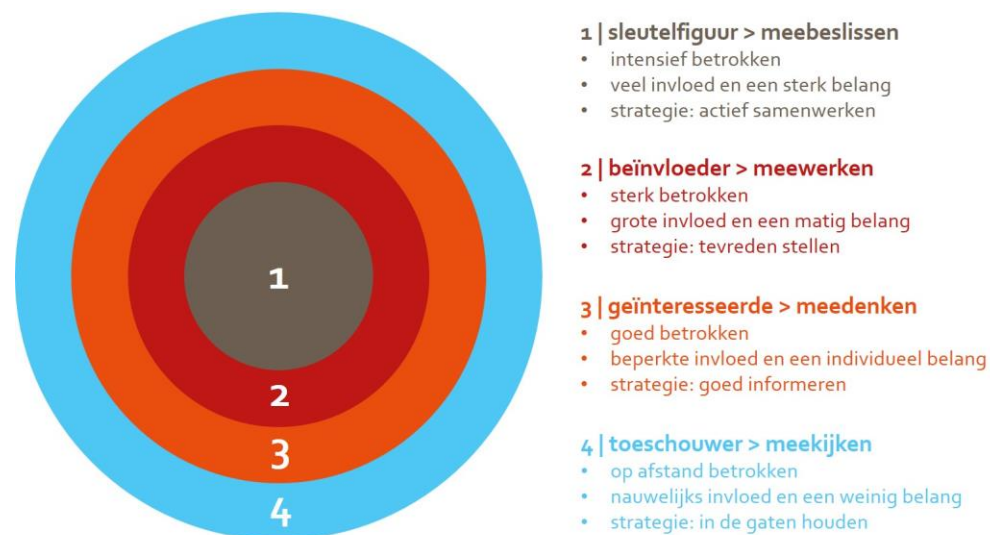 1
2
3
4
1 | sleutelfiguur > meebeslissen
• intensief betrokken
• veel invloed en een sterk belang
• strategie: actief samenwerken
2 | beïnvloeder > meewerken
• sterk betrokken
• grote invloed en een matig belang
• strategie: tevreden stellen
3 | geïnteresseerde > meedenken
• goed betrokken
• beperkte invloed en een individueel belang
• strategie: goed informeren
4 | toeschouwer > meekijken
• op afstand betrokken
• nauwelijks invloed en een weinig belang
• strategie: in de gaten houden